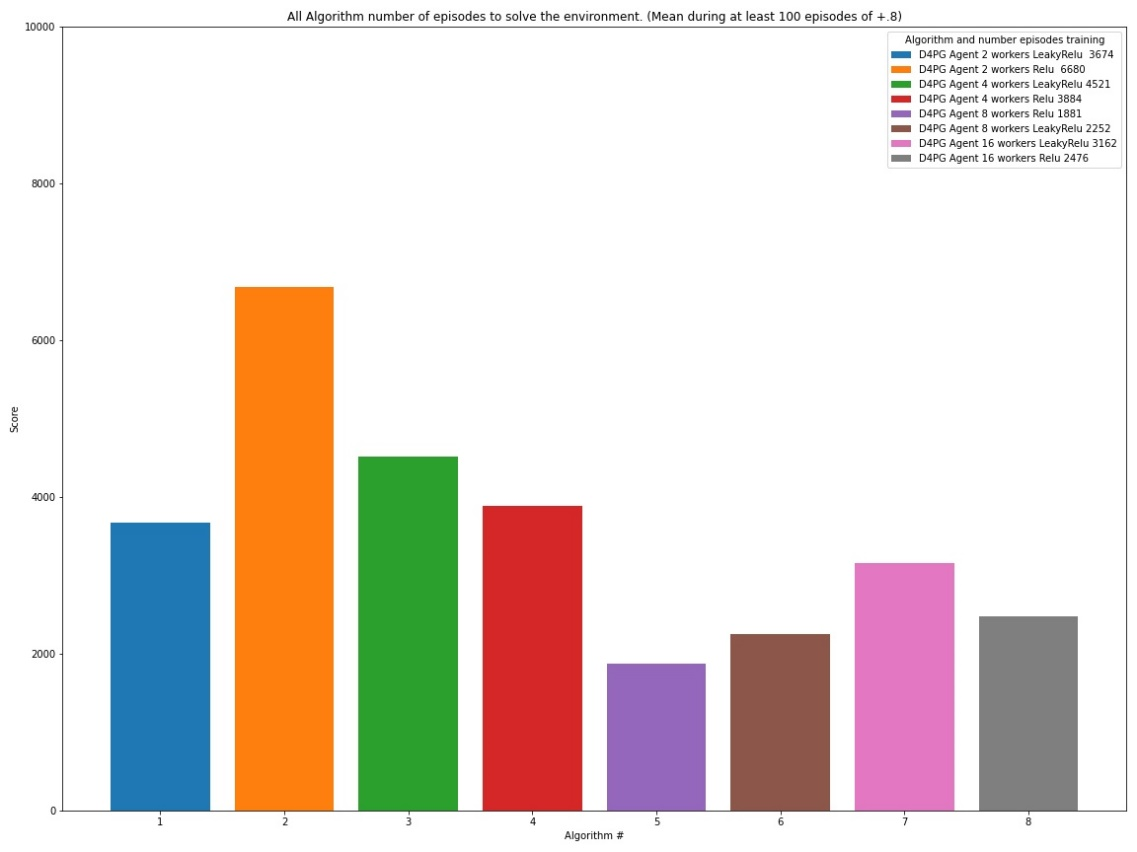 All Algorithm number of episodes to solve the environment. (Mean during at least 100 episodes of +.8)
10000
8000
6000
4000
2000
0
Score
Algorithm and number episodes training
D4PG Agent 2 workers LeakyRelu  3674
D4PG Agent 2 workers Relu  6680
D4PG Agent 4 workers LeakyRelu 4521
D4PG Agent 4 workers Relu 3884
D4PG Agent 8 workers Relu 1881
D4PG Agent 8 workers LeakyRelu 2252
D4PG Agent 16 workers LeakyRelu 3162
D4PG Agent 16 workers Relu 2476
1 2 3 4 5 6 7 8
Algorithm #